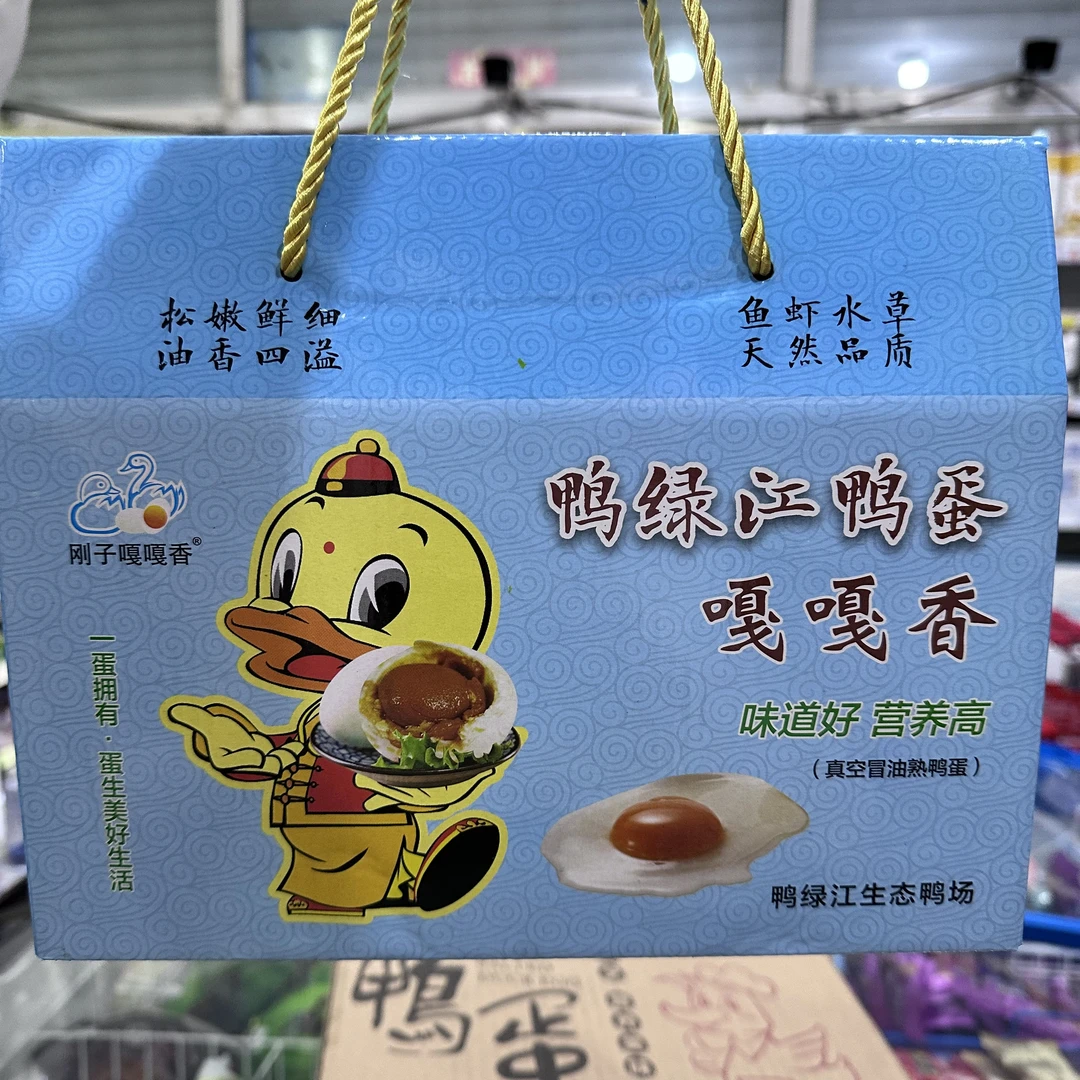 松嫩鲜细
油香四溢
鱼虾水草
天然品质
刚子嘎嘎香®
鸭绿江鸭蛋
嘎嘎香
味道好 营养高
（真空冒油熟鸭蛋）
一蛋拥有·蛋生美好生活
鸭绿江生态鸭场
鸭蛋